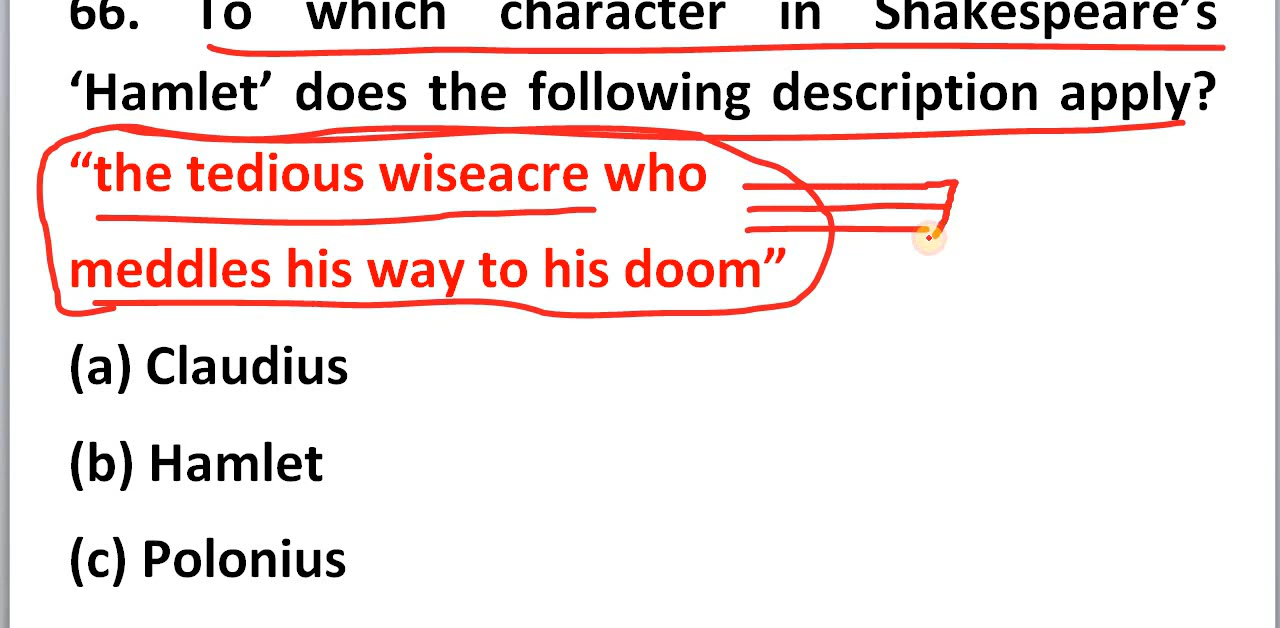 66. To which character in Shakespeare's
‘Hamlet’ does the following description apply?
“the tedious wiseacre who
meddles his way to his doom”
(a) Claudius
(b) Hamlet
(c) Polonius